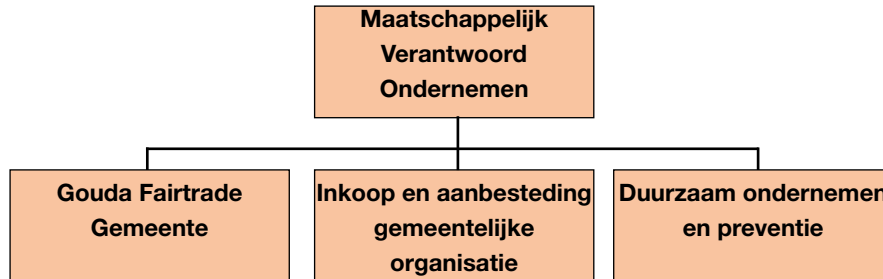 Maatschappelijk
Verantwoord
Ondernemen
Gouda Fairtrade
Gemeente
Inkoop en aanbesteding
gemeentelijke
organisatie
Duurzaam ondernemen
en preventie